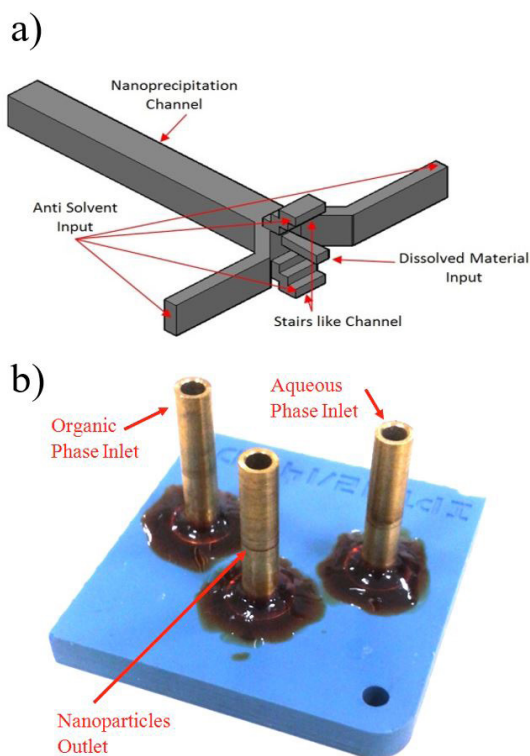 a)
Nanoprecipitation
Channel
Anti Solvent
Input
Dissolved Material
Input
Stairs like Channel
b)
Organic
Phase Inlet
Aqueous
Phase Inlet
Nanoparticles
Outlet